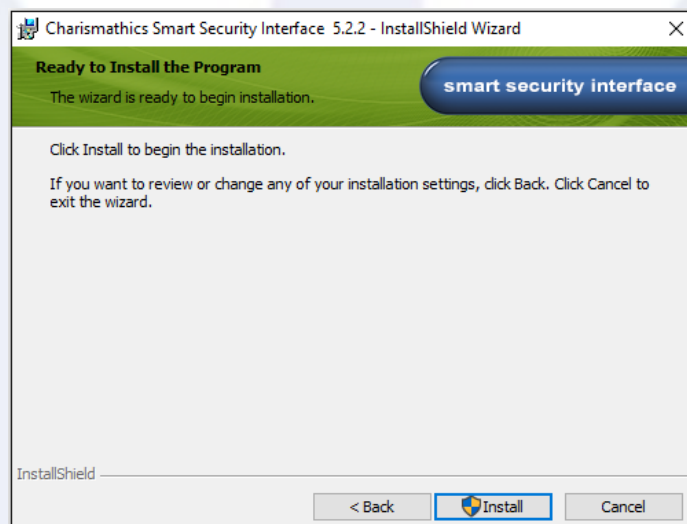 Charismathics Smart Security Interface 5.2.2 - InstallShield Wizard
Ready to Install the Program
The wizard is ready to begin installation.
smart security interface
Click Install to begin the installation.
If you want to review or change any of your installation settings, click Back. Click Cancel to
exit the wizard.
InstallShield
< Back Install Cancel